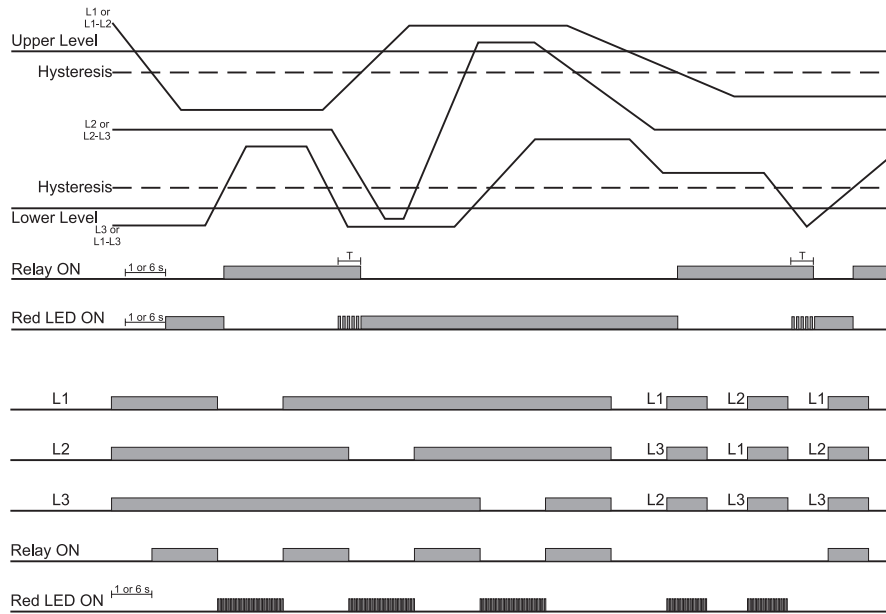 L1 or
L1-L2
Upper Level
Hysteresis
L2 or
L2-L3
Hysteresis
Lower Level
L3 or
L1-L3
T
T
Relay ON
1 or 6 s
Red LED ON
1 or 6 s
L1
L1
L2
L1
L2
L3
L1
L2
L3
L2
L3
L3
Relay ON
Red LED ON
1 or 6 s